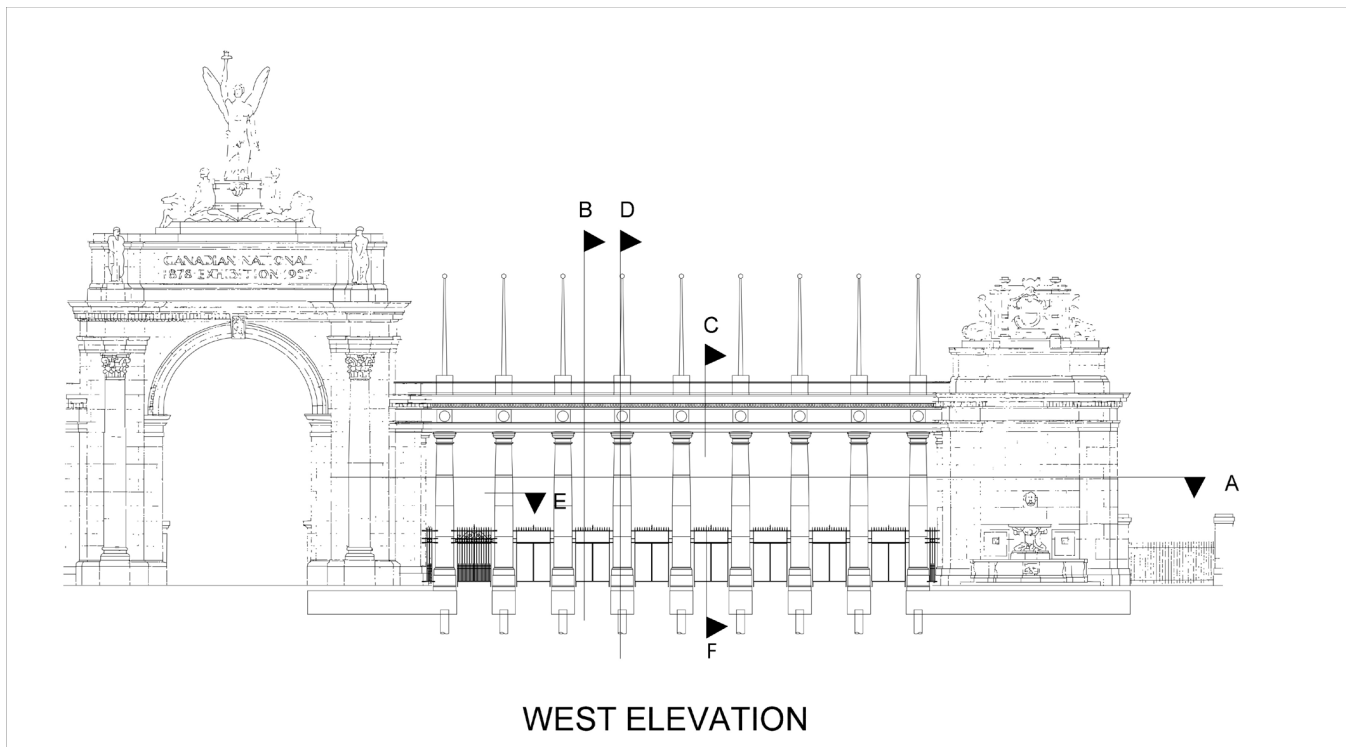 CANADIAN NATIONAL
1878 EXHIBITION 1927
B
D
C
A
E
F
WEST ELEVATION